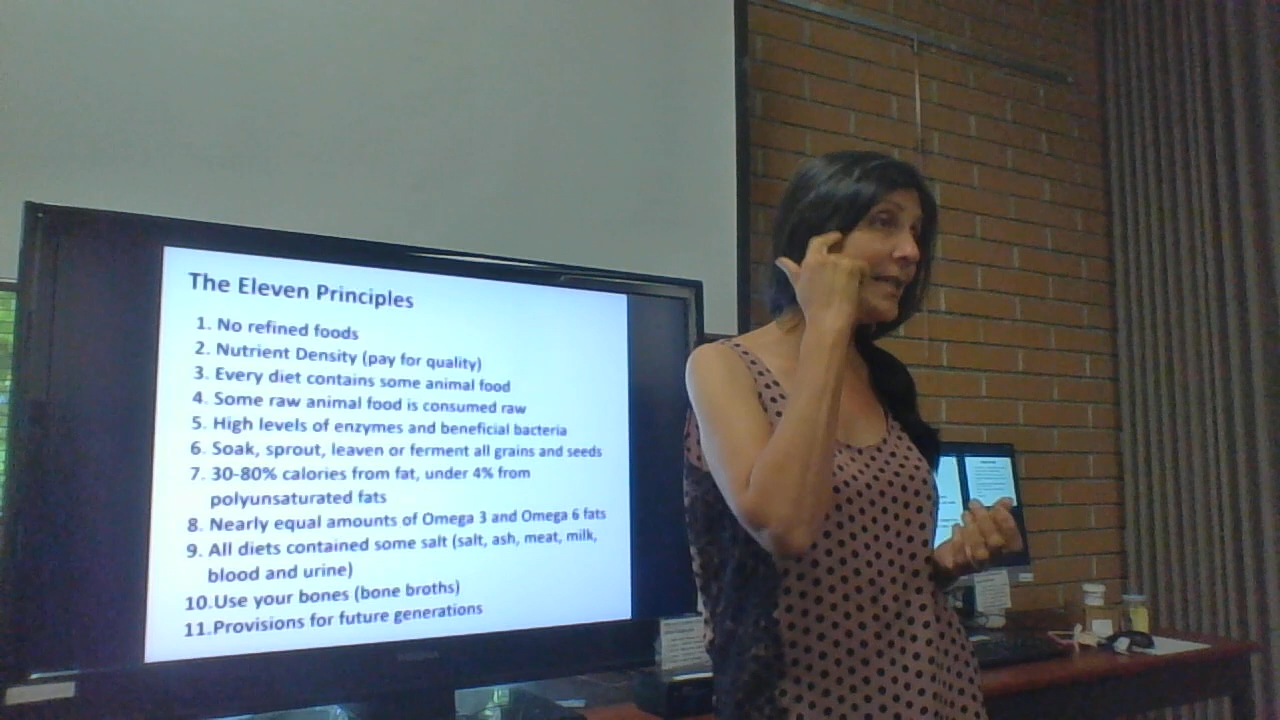 The Eleven Principles
1. No refined foods
2. Nutrient Density (pay for quality)
3. Every diet contains some animal food
4. Some raw animal food is consumed raw
5. High levels of enzymes and beneficial bacteria
6. Soak, sprout, leaven or ferment all grains and seeds
7. 30-80% calories from fat, under 4% from
polyunsaturated fats
8. Nearly equal amounts of Omega 3 and Omega 6 fats
9. All diets contained some salt (salt, ash, meat, milk,
blood and urine)
10.Use your bones (bone broths)
11.Provisions for future generations